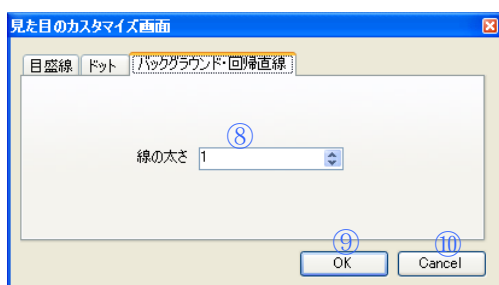 見た目のカスタマイズ画面
目盛線 ドット バックグラウンド・回帰直線
⑧
線の太さ 1
⑨ ⑩
OK Cancel